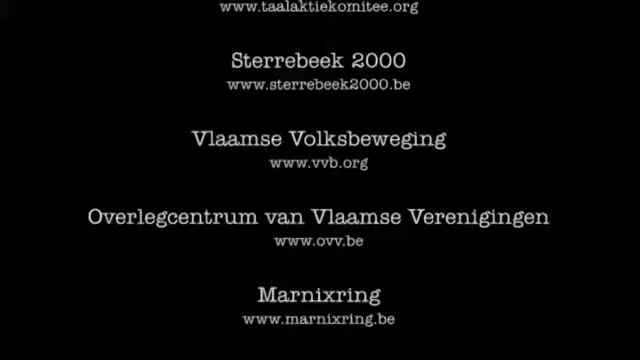 www.taalaktiekomitee.org
Sterrebeek 2000
www.sterrebeek2000.be
Vlaamse Volksbeweging
www.vvb.org
Overlegcentrum van Vlaamse Verenigingen
www.ovv.be
Marnixring
www.marnixring.be